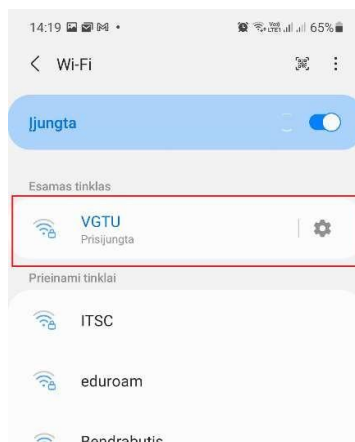 14:19 65%
Wi-Fi
Įjungta
Esamas tinklas
VGTU
Prisijungta
Prieinami tinklai
ITSC
eduroam
Bendrabutis